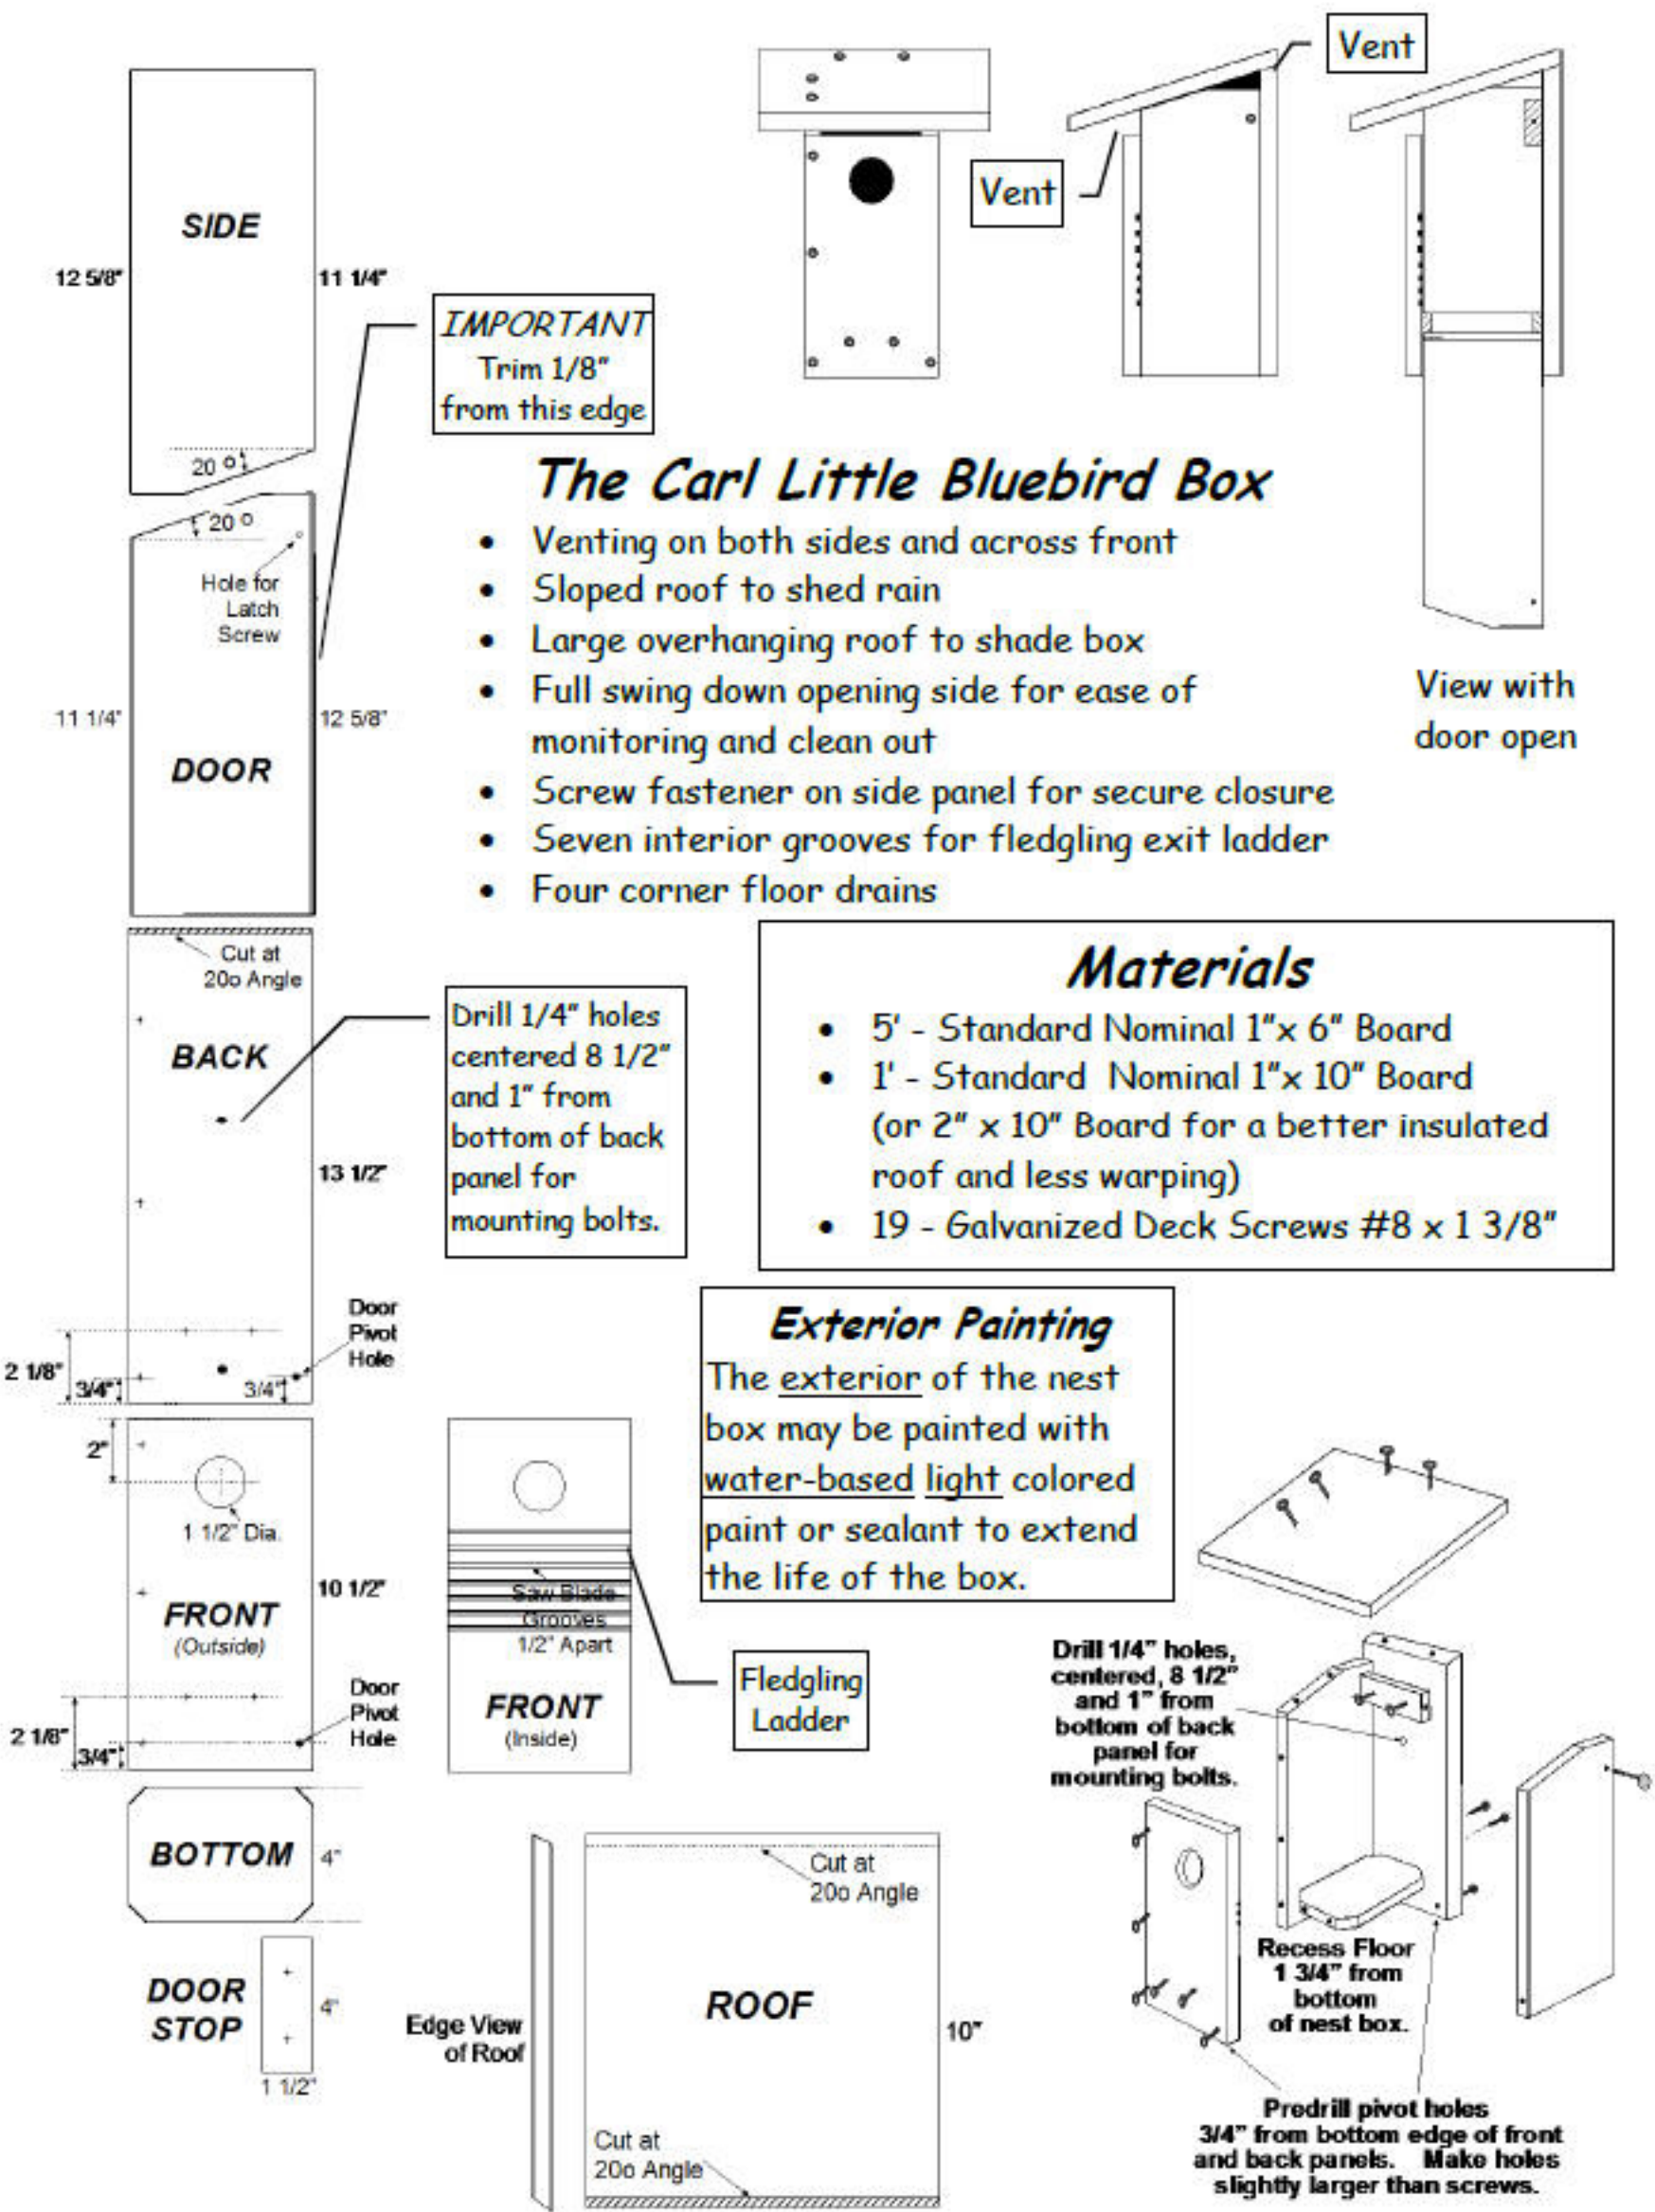 Vent
Vent
SIDE
12 5/8"
11 1/4"
20 o
IMPORTANT
Trim 1/8"
from this edge
20 o
Hole for
Latch
Screw
11 1/4"
12 5/8"
DOOR
The Carl Little Bluebird Box
• Venting on both sides and across front
• Sloped roof to shed rain
• Large overhanging roof to shade box
• Full swing down opening side for ease of
monitoring and clean out
• Screw fastener on side panel for secure closure
• Seven interior grooves for fledgling exit ladder
• Four corner floor drains
View with
door open
Cut at
20o Angle
BACK
13 1/2"
Door
Pivot
Hole
2 1/8"
3/4"
3/4"
Drill 1/4" holes
centered 8 1/2"
and 1" from
bottom of back
panel for
mounting bolts.
Materials
• 5' - Standard Nominal 1"x 6" Board
• 1' - Standard Nominal 1"x 10" Board
(or 2" x 10" Board for a better insulated
roof and less warping)
• 19 - Galvanized Deck Screws #8 x 1 3/8"
Exterior Painting
The exterior of the nest
box may be painted with
water-based light colored
paint or sealant to extend
the life of the box.
2"
1 1/2" Dia.
10 1/2"
FRONT
(Outside)
Door
Pivot
Hole
2 1/8"
3/4"
Saw Blade
Grooves
1/2" Apart
FRONT
(Inside)
Fledgling
Ladder
BOTTOM
4"
DOOR
STOP
4"
1 1/2"
Edge View
of Roof
Cut at
20o Angle
ROOF
10"
Cut at
20o Angle
Drill 1/4" holes,
centered, 8 1/2"
and 1" from
bottom of back
panel for
mounting bolts.
Recess Floor
1 3/4" from
bottom
of nest box.
Predrill pivot holes
3/4" from bottom edge of front
and back panels. Make holes
slightly larger than screws.